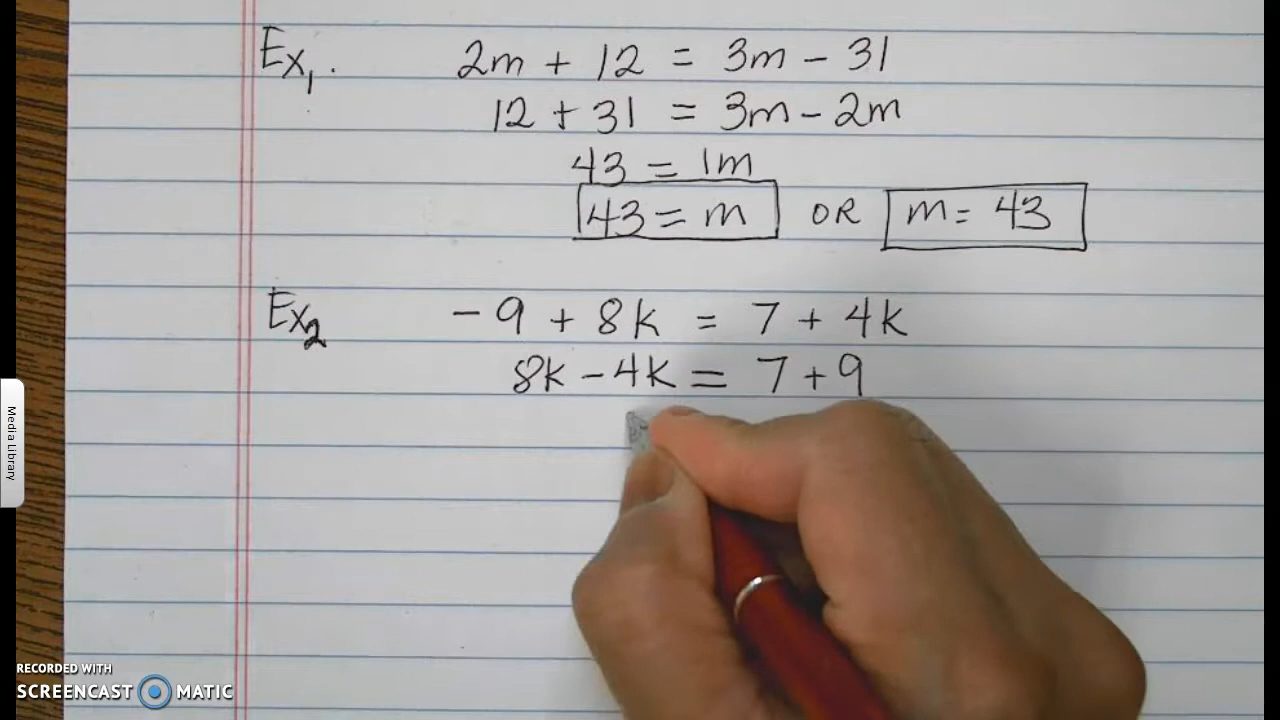 Ex₁. 2m + 12 = 3m - 31
12 + 31 = 3m - 2m
43 = 1m
43 = m OR m = 43
Ex₂ -9 + 8k = 7 + 4k
8k - 4k = 7 + 9
Media Library
RECORDED WITH
SCREENCAST MATIC